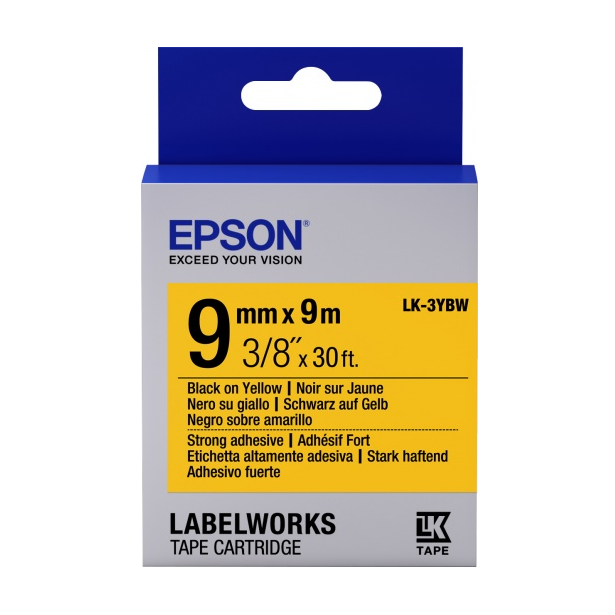 EPSON®
EXCEED YOUR VISION
9 mm x 9m LK-3YBW
3/8″ x 30 ft.
Black on Yellow | Noir sur Jaune
Nero su giallo | Schwarz auf Gelb
Negro sobre amarillo
Strong adhesive | Adhésif Fort
Etichetta altamente adesiva | Stark haftend
Adhesivo fuerte
LABELWORKS
TAPE CARTRIDGE
LK
TAPE